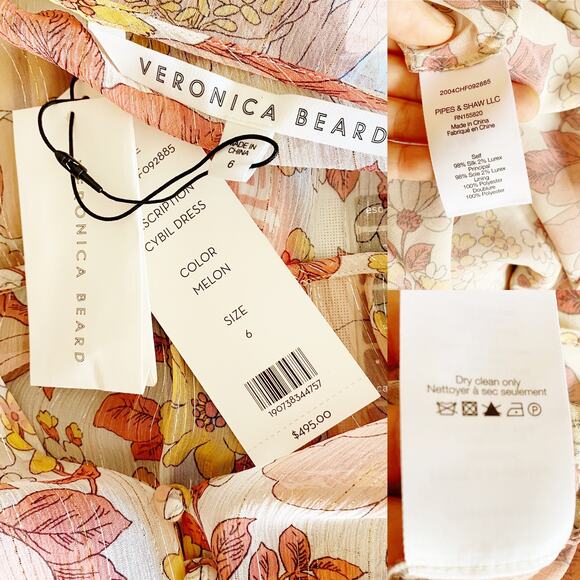 VERONICA BEARD
MADE IN
CHINA
6
F092885
VERONICA BEARD
CYBIL DRESS
COLOR
MELON
SIZE
6
190738344757
$495.00
2004CHF092885
PIPES & SHAW LLC
RN155820
Made in China
Fabriqué en Chine
Self
98% Silk 2% Lurex
Principal
98% Soie 2% Lurex
Lining
100% Polyester
Doublure
100% Polyester
Dry clean only
Nettoyer à sec seulement
P